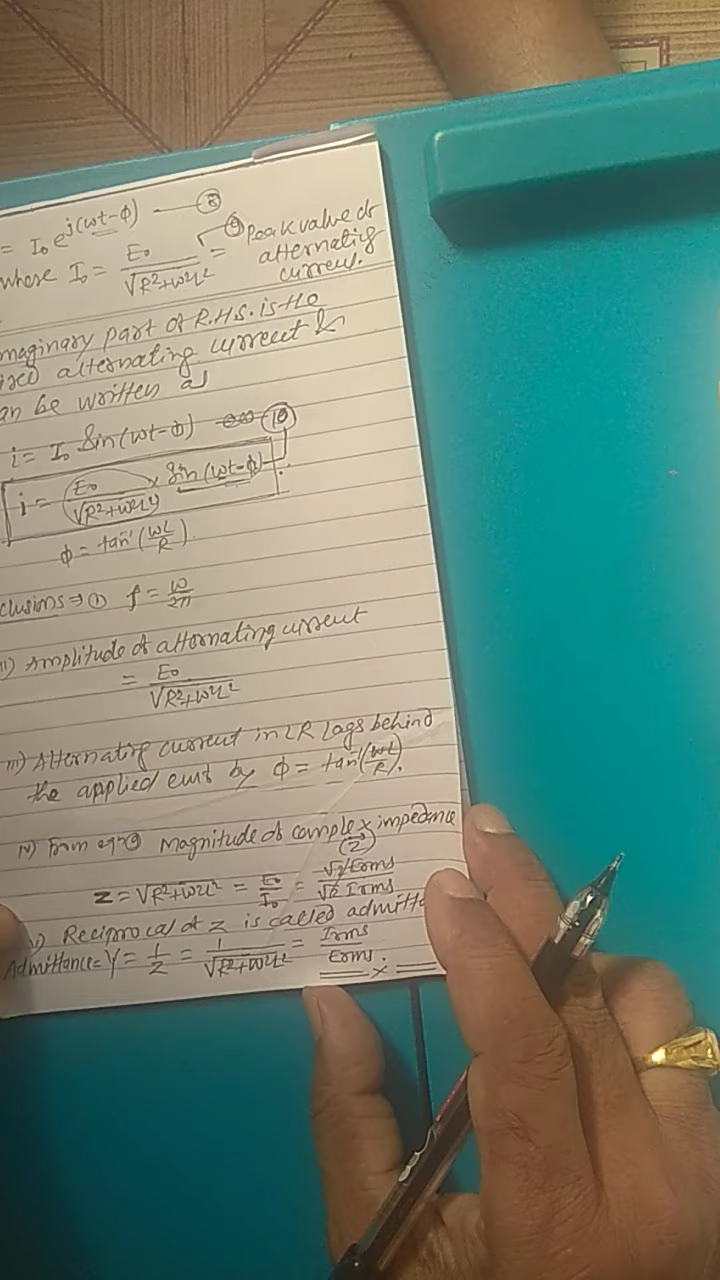 = I₀ e^j(ωt-ϕ) — ⑧
where I₀ = E₀/√R²+ω²L² = ⑨ Peak value of alternating current.
maginary part of R.H.S. is the
alternating current &
an be written as
i = I₀ Sin(ωt-ϕ) ⑩
i = E₀/√R²+ω²L² × Sin(ωt-ϕ)
ϕ = tan⁻¹(ωL/R).
clusions ⇒ ① f = ω/2π
II) Amplitude of alternating current
= E₀/√R²+ω²L²
III) Alternating current in LR lags behind
the applied emf by ϕ = tan⁻¹(ωL/R).
IV) From eqn ⑨ Magnitude of complex impedance (Z)
Z = √R²+ω²L² = E₀/I₀ = √2 Erms/√2 Irms
V) Reciprocal of Z is called admitta
Admittance = Y = 1/Z = 1/√R²+ω²L² = Irms/Erms.
== × ==